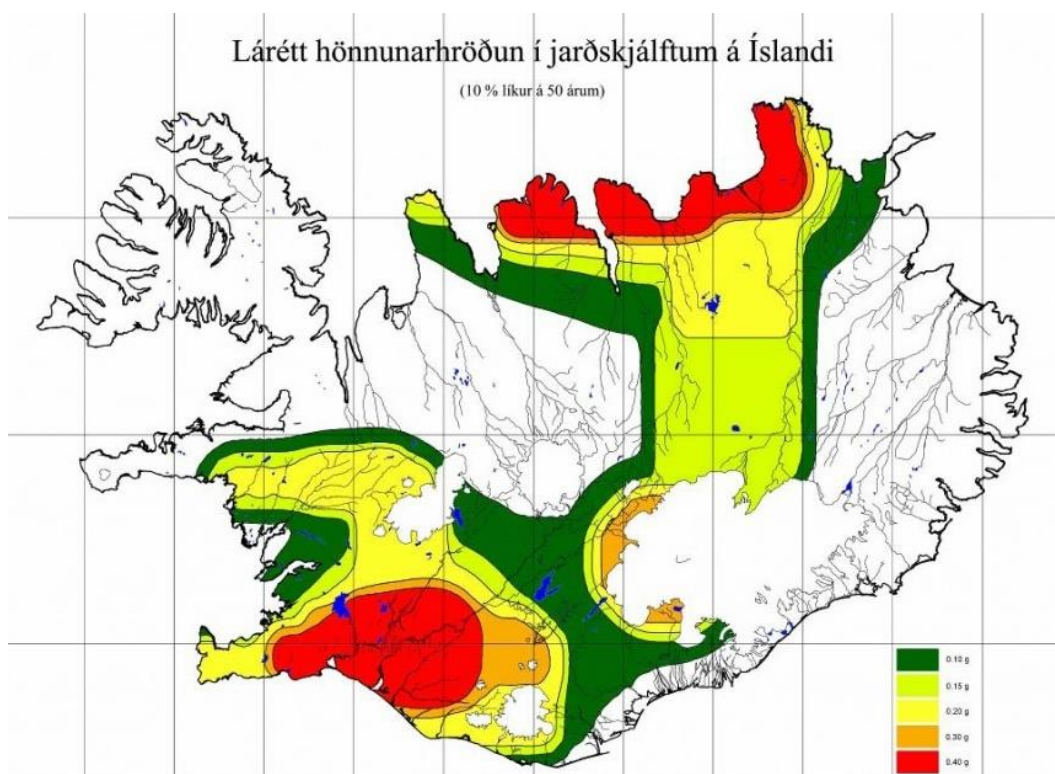 Lárétt hönnunarhröðun í jarðskjálftum á Íslandi
(10 % líkur á 50 árum)
0.10 g
0.15 g
0.20 g
0.30 g
0.40 g